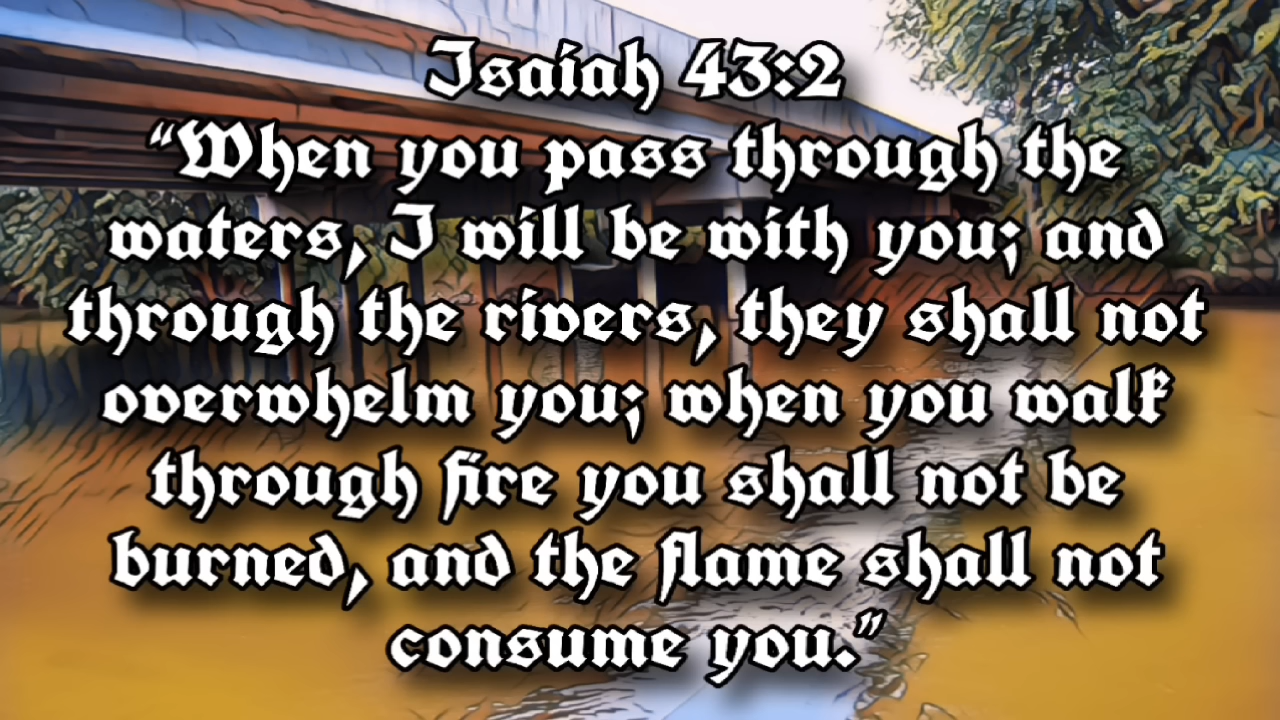 Isaiah 43:2
“When you pass through the
waters, I will be with you; and
through the rivers, they shall not
overwhelm you; when you walk
through fire you shall not be
burned, and the flame shall not
consume you.”